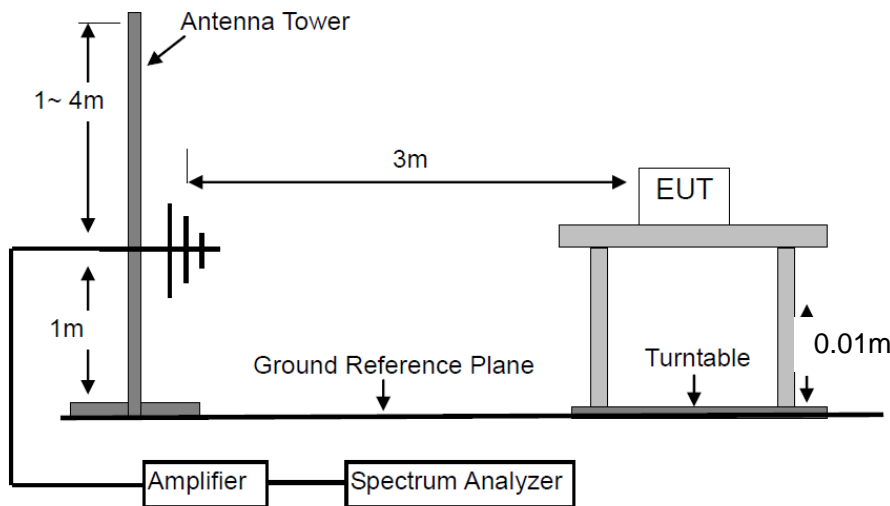 Antenna Tower
1~ 4m
3m
EUT
1m
0.01m
Ground Reference Plane
Turntable
Amplifier
Spectrum Analyzer